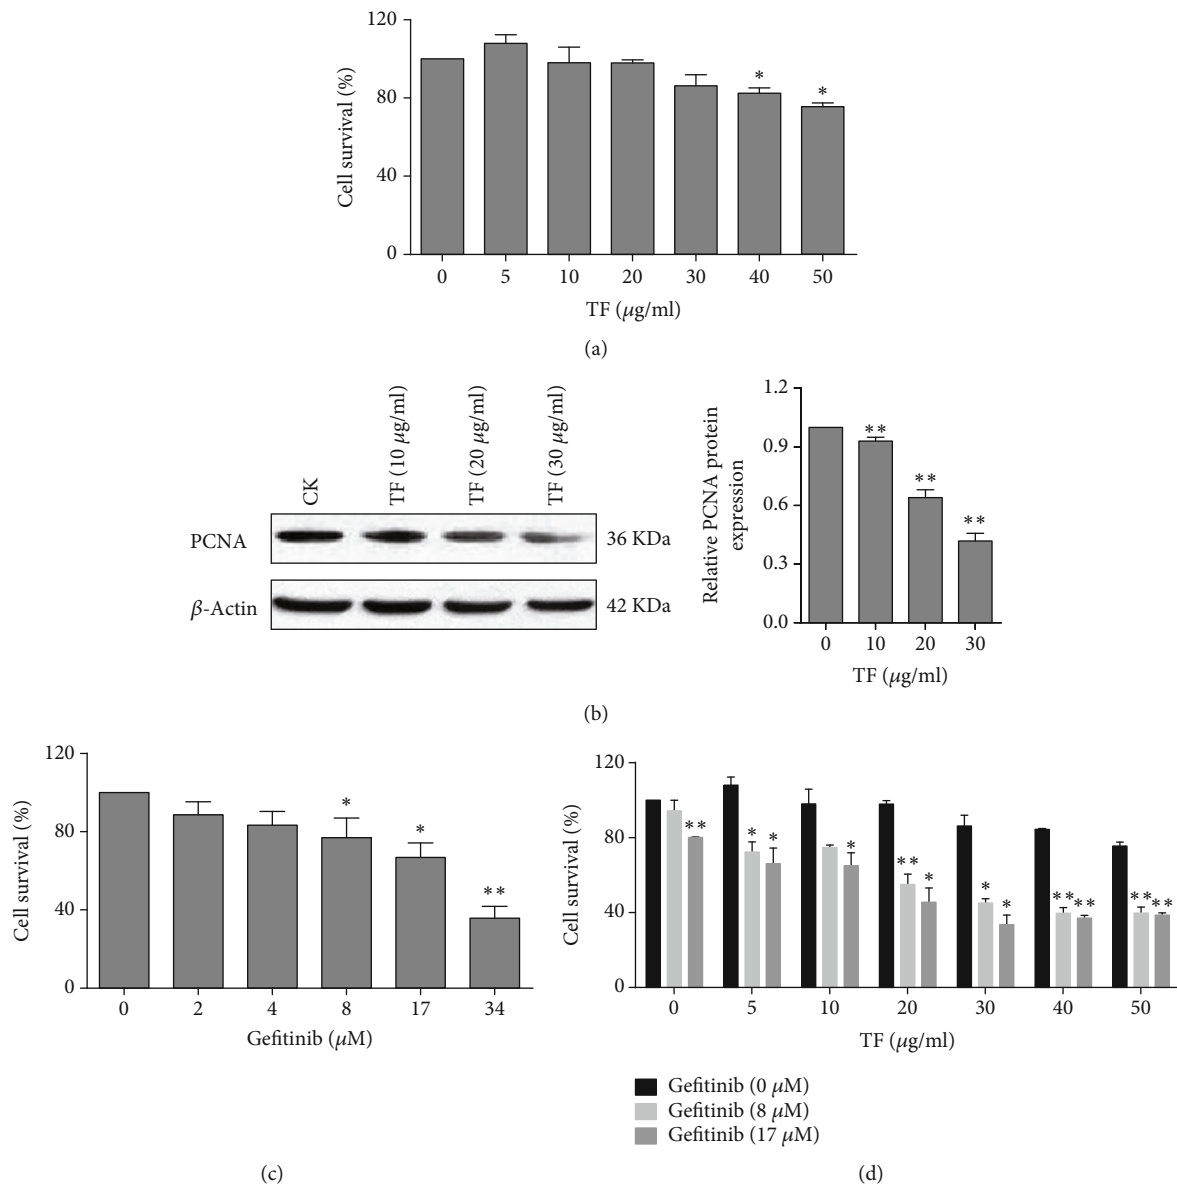 120
80
40
0
Cell survival (%)
*
*
0 5 10 20 30 40 50
TF (μg/ml)
(a)
CK
TF (10 μg/ml)
TF (20 μg/ml)
TF (30 μg/ml)
PCNA
36 KDa
β-Actin
42 KDa
1.2
0.9
0.6
0.3
0.0
Relative PCNA protein
expression
**
**
**
0 10 20 30
TF (μg/ml)
(b)
120
80
40
0
Cell survival (%)
*
*
**
0 2 4 8 17 34
Gefitinib (μM)
(c)
120
80
40
0
Cell survival (%)
**
* *
*
** *
* *
** **
** **
0 5 10 20 30 40 50
TF (μg/ml)
Gefitinib (0 μM)
Gefitinib (8 μM)
Gefitinib (17 μM)
(d)